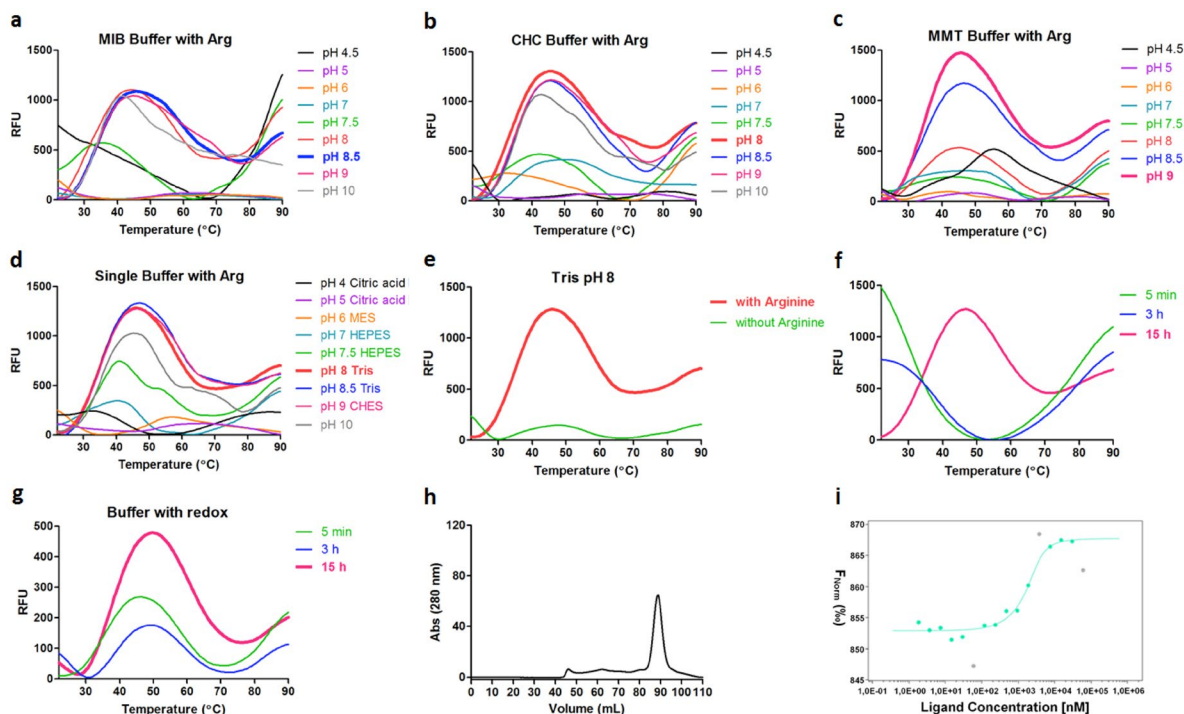 a
MIB Buffer with Arg
1500
1000
500
0
RFU
30 40 50 60 70 80 90
Temperature (°C)
pH 4.5
pH 5
pH 6
pH 7
pH 7.5
pH 8
pH 8.5
pH 9
pH 10
b
CHC Buffer with Arg
1500
1000
500
0
RFU
30 40 50 60 70 80 90
Temperature (°C)
pH 4.5
pH 5
pH 6
pH 7
pH 7.5
pH 8
pH 8.5
pH 9
pH 10
c
MMT Buffer with Arg
1500
1000
500
0
RFU
30 40 50 60 70 80 90
Temperature (°C)
pH 4.5
pH 5
pH 6
pH 7
pH 7.5
pH 8
pH 8.5
pH 9
d
Single Buffer with Arg
1500
1000
500
0
RFU
30 40 50 60 70 80 90
Temperature (°C)
pH 4 Citric acid
pH 5 Citric acid
pH 6 MES
pH 7 HEPES
pH 7.5 HEPES
pH 8 Tris
pH 8.5 Tris
pH 9 CHES
pH 10
e
Tris pH 8
1500
1000
500
0
RFU
30 40 50 60 70 80 90
Temperature (°C)
with Arginine
without Arginine
f
1500
1000
500
0
RFU
30 40 50 60 70 80 90
Temperature (°C)
5 min
3 h
15 h
g
Buffer with redox
500
400
300
200
100
0
RFU
30 40 50 60 70 80 90
Temperature (°C)
5 min
3 h
15 h
h
120
80
40
0
Abs (280 nm)
0 10 20 30 40 50 60 70 80 90 100 110
Volume (mL)
i
870
865
860
855
850
845
FNorm (%)
1,0E-01 1,0E+00 1,0E+01 1,0E+02 1,0E+03 1,0E+04 1,0E+05 1,0E+06
Ligand Concentration [nM]